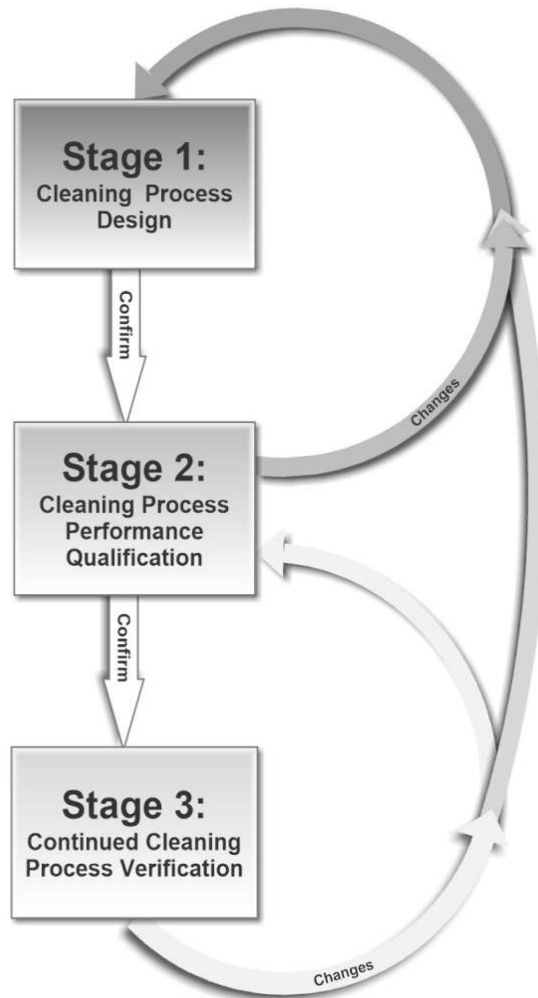 Stage 1:
Cleaning Process
Design
Confirm
Changes
Stage 2:
Cleaning Process
Performance
Qualification
Confirm
Stage 3:
Continued Cleaning
Process Verification
Changes